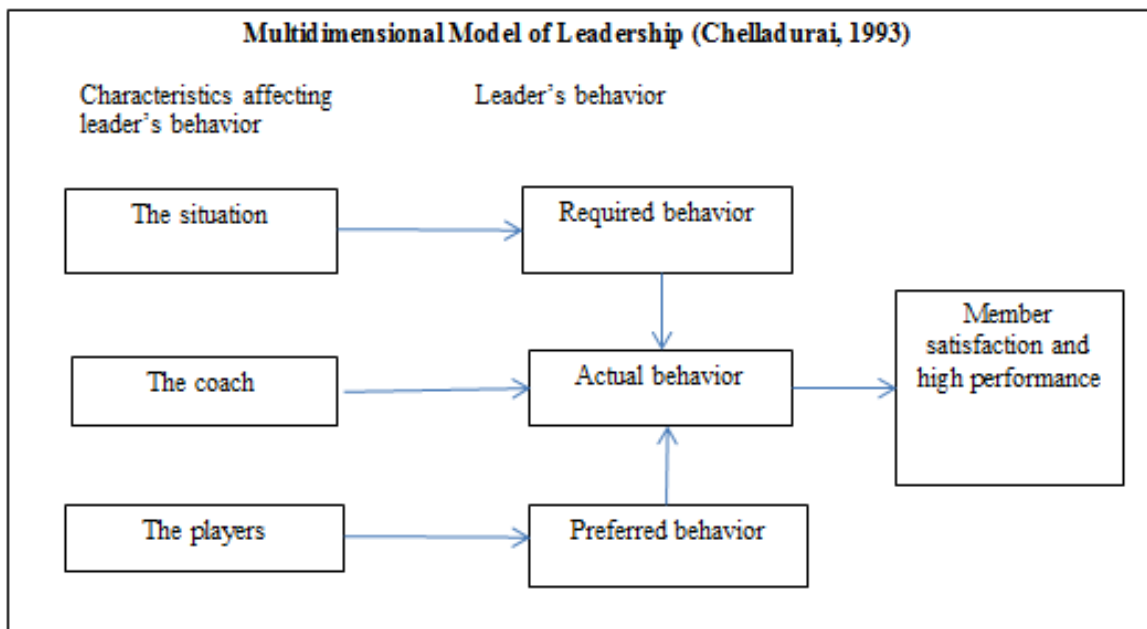 Multidimensional Model of Leadership (Chelladurai, 1993)
Characteristics affecting
leader’s behavior
Leader’s behavior
The situation
Required behavior
The coach
Actual behavior
Member
satisfaction and
high performance
The players
Preferred behavior